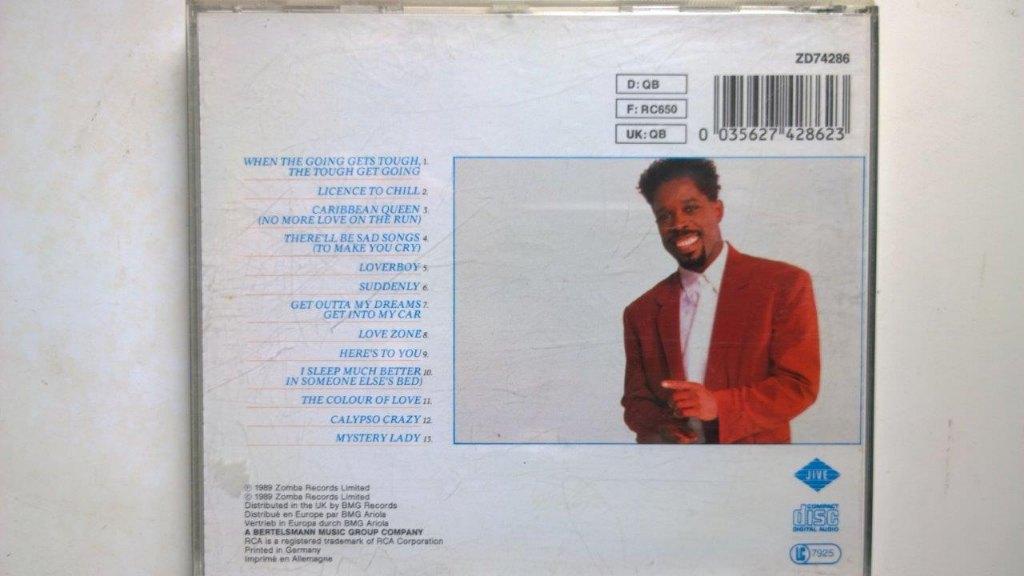 ZD74286
D: QB
F: RC650
UK: QB
0 035627 428623
WHEN THE GOING GETS TOUGH, 1.
THE TOUGH GET GOING
LICENCE TO CHILL 2.
CARIBBEAN QUEEN 3.
(NO MORE LOVE ON THE RUN)
THERE'LL BE SAD SONGS 4.
(TO MAKE YOU CRY)
LOVERBOY 5.
SUDDENLY 6.
GET OUTTA MY DREAMS 7.
GET INTO MY CAR
LOVE ZONE 8.
HERE'S TO YOU 9.
I SLEEP MUCH BETTER 10.
IN SOMEONE ELSE'S BED)
THE COLOUR OF LOVE 11.
CALYPSO CRAZY 12.
MYSTERY LADY 13.
℗ 1989 Zomba Records Limited
© 1989 Zomba Records Limited
Distributed in the UK by BMG Records
Distribué en Europe par BMG Ariola
Vertrieb in Europa durch BMG Ariola
A BERTELSMANN MUSIC GROUP COMPANY
RCA is a registered trademark of RCA Corporation
Printed in Germany
Imprimé en Allemagne
JIVE
COMPACT
disc
DIGITAL AUDIO
LC 7925